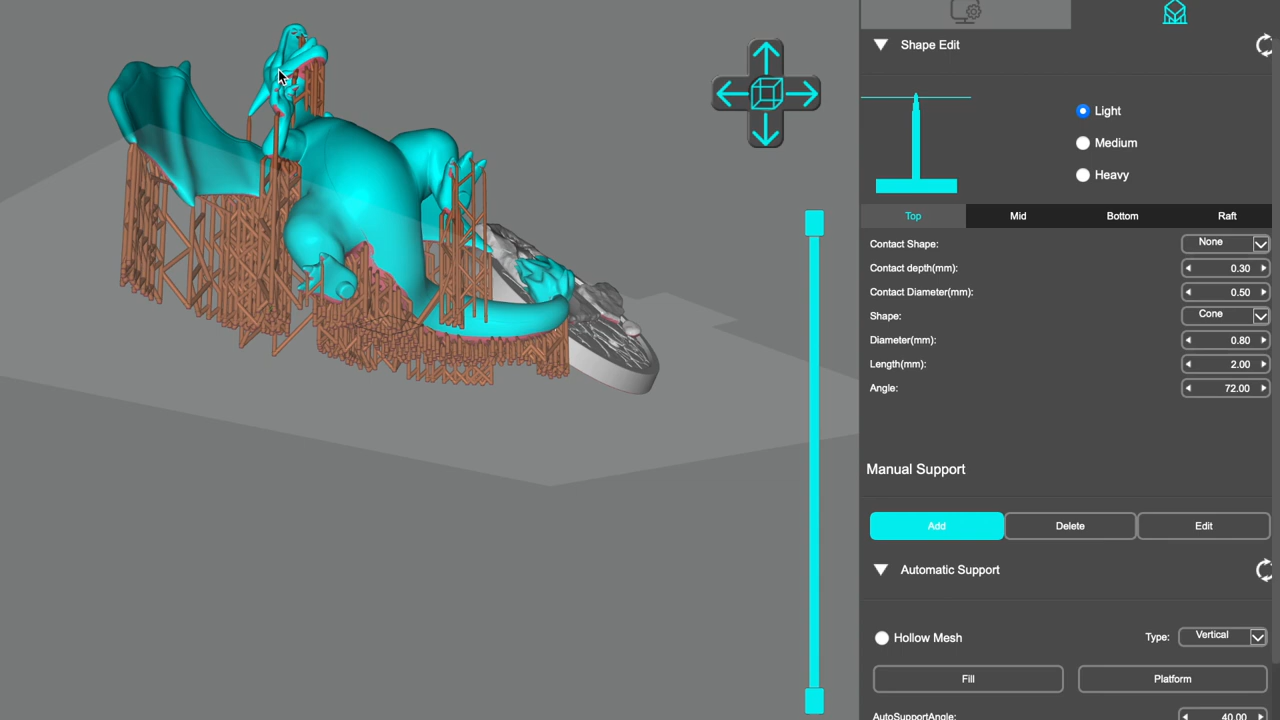 Shape Edit
Light
Medium
Heavy
Top Mid Bottom Raft
Contact Shape: None
Contact depth(mm): 0.30
Contact Diameter(mm): 0.50
Shape: Cone
Diameter(mm): 0.80
Length(mm): 2.00
Angle: 72.00
Manual Support
Add Delete Edit
Automatic Support
Hollow Mesh Type: Vertical
Fill Platform
AutoSupportAngle: 40.00